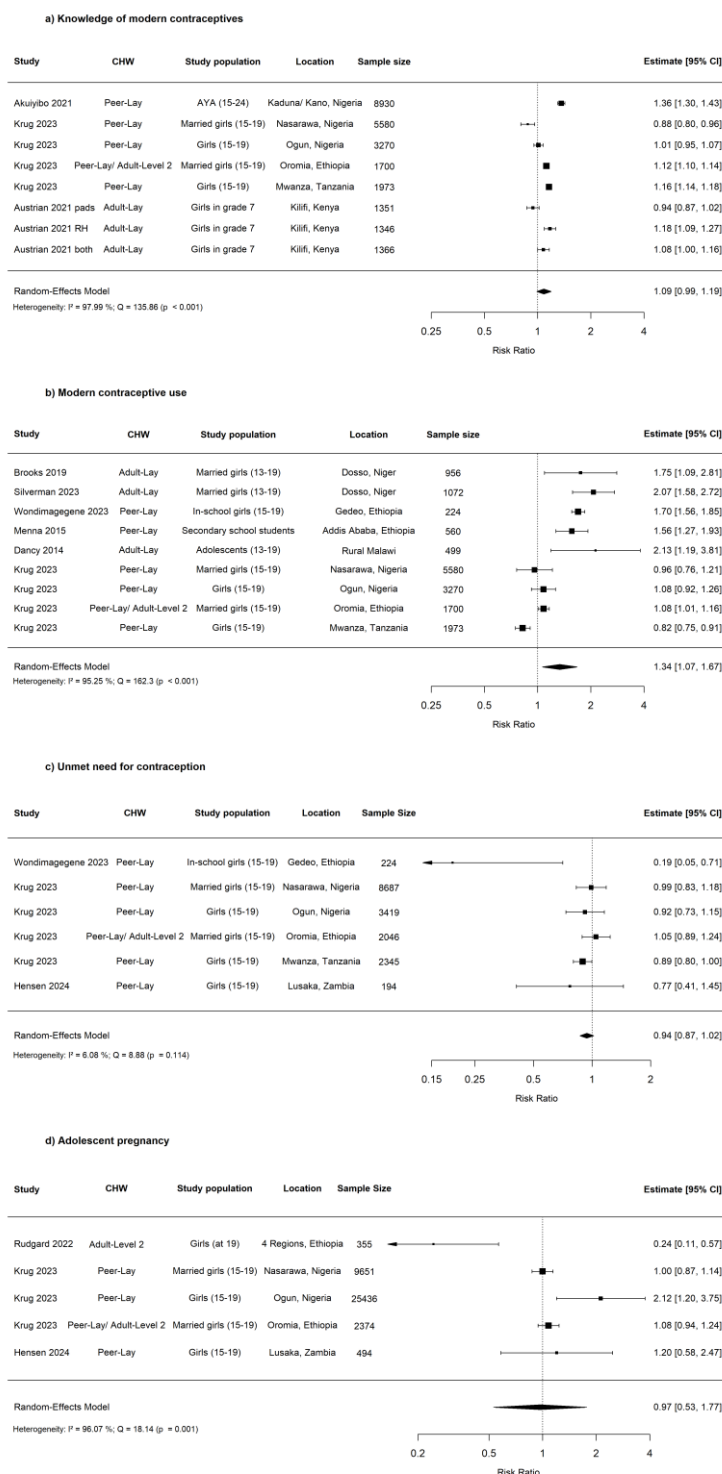 a) Knowledge of modern contraceptives
Study CHW Study population Location Sample size Estimate [95% CI]
Akuiyibo 2021 Peer-Lay AYA (15-24) Kaduna/ Kano, Nigeria 8930 1.36 [1.30, 1.43]
Krug 2023 Peer-Lay Married girls (15-19) Nasarawa, Nigeria 5580 0.88 [0.80, 0.96]
Krug 2023 Peer-Lay Girls (15-19) Ogun, Nigeria 3270 1.01 [0.95, 1.07]
Krug 2023 Peer-Lay/ Adult-Level 2 Married girls (15-19) Oromia, Ethiopia 1700 1.12 [1.10, 1.14]
Krug 2023 Peer-Lay Girls (15-19) Mwanza, Tanzania 1973 1.16 [1.14, 1.18]
Austrian 2021 pads Adult-Lay Girls in grade 7 Kilifi, Kenya 1351 0.94 [0.87, 1.02]
Austrian 2021 RH Adult-Lay Girls in grade 7 Kilifi, Kenya 1346 1.18 [1.09, 1.27]
Austrian 2021 both Adult-Lay Girls in grade 7 Kilifi, Kenya 1366 1.08 [1.00, 1.16]
Random-Effects Model 1.09 [0.99, 1.19]
Heterogeneity: I² = 97.99 %; Q = 135.86 (p < 0.001)
0.25 0.5 1 2 4
Risk Ratio
b) Modern contraceptive use
Study CHW Study population Location Sample size Estimate [95% CI]
Brooks 2019 Adult-Lay Married girls (13-19) Dosso, Niger 956 1.75 [1.09, 2.81]
Silverman 2023 Adult-Lay Married girls (13-19) Dosso, Niger 1072 2.07 [1.58, 2.72]
Wondimagegene 2023 Peer-Lay In-school girls (15-19) Gedeo, Ethiopia 224 1.70 [1.56, 1.85]
Menna 2015 Peer-Lay Secondary school students Addis Ababa, Ethiopia 560 1.56 [1.27, 1.93]
Dancy 2014 Adult-Lay Adolescents (13-19) Rural Malawi 499 2.13 [1.19, 3.81]
Krug 2023 Peer-Lay Married girls (15-19) Nasarawa, Nigeria 5580 0.96 [0.76, 1.21]
Krug 2023 Peer-Lay Girls (15-19) Ogun, Nigeria 3270 1.08 [0.92, 1.26]
Krug 2023 Peer-Lay/ Adult-Level 2 Married girls (15-19) Oromia, Ethiopia 1700 1.08 [1.01, 1.16]
Krug 2023 Peer-Lay Girls (15-19) Mwanza, Tanzania 1973 0.82 [0.75, 0.91]
Random-Effects Model 1.34 [1.07, 1.67]
Heterogeneity: I² = 95.25 %; Q = 162.3 (p < 0.001)
0.25 0.5 1 2 4
Risk Ratio
c) Unmet need for contraception
Study CHW Study population Location Sample Size Estimate [95% CI]
Wondimagegene 2023 Peer-Lay In-school girls (15-19) Gedeo, Ethiopia 224 0.19 [0.05, 0.71]
Krug 2023 Peer-Lay Married girls (15-19) Nasarawa, Nigeria 8687 0.99 [0.83, 1.18]
Krug 2023 Peer-Lay Girls (15-19) Ogun, Nigeria 3419 0.92 [0.73, 1.15]
Krug 2023 Peer-Lay/ Adult-Level 2 Married girls (15-19) Oromia, Ethiopia 2046 1.05 [0.89, 1.24]
Krug 2023 Peer-Lay Girls (15-19) Mwanza, Tanzania 2345 0.89 [0.80, 1.00]
Hensen 2024 Peer-Lay Girls (15-19) Lusaka, Zambia 194 0.77 [0.41, 1.45]
Random-Effects Model 0.94 [0.87, 1.02]
Heterogeneity: I² = 6.08 %; Q = 8.88 (p = 0.114)
0.15 0.25 0.5 1 2
Risk Ratio
d) Adolescent pregnancy
Study CHW Study population Location Sample Size Estimate [95% CI]
Rudgard 2022 Adult-Level 2 Girls (at 19) 4 Regions, Ethiopia 355 0.24 [0.11, 0.57]
Krug 2023 Peer-Lay Married girls (15-19) Nasarawa, Nigeria 9651 1.00 [0.87, 1.14]
Krug 2023 Peer-Lay Girls (15-19) Ogun, Nigeria 25436 2.12 [1.20, 3.75]
Krug 2023 Peer-Lay/ Adult-Level 2 Married girls (15-19) Oromia, Ethiopia 2374 1.08 [0.94, 1.24]
Hensen 2024 Peer-Lay Girls (15-19) Lusaka, Zambia 494 1.20 [0.58, 2.47]
Random-Effects Model 0.97 [0.53, 1.77]
Heterogeneity: I² = 96.07 %; Q = 18.14 (p = 0.001)
0.2 0.5 1 2 4
Risk Ratio